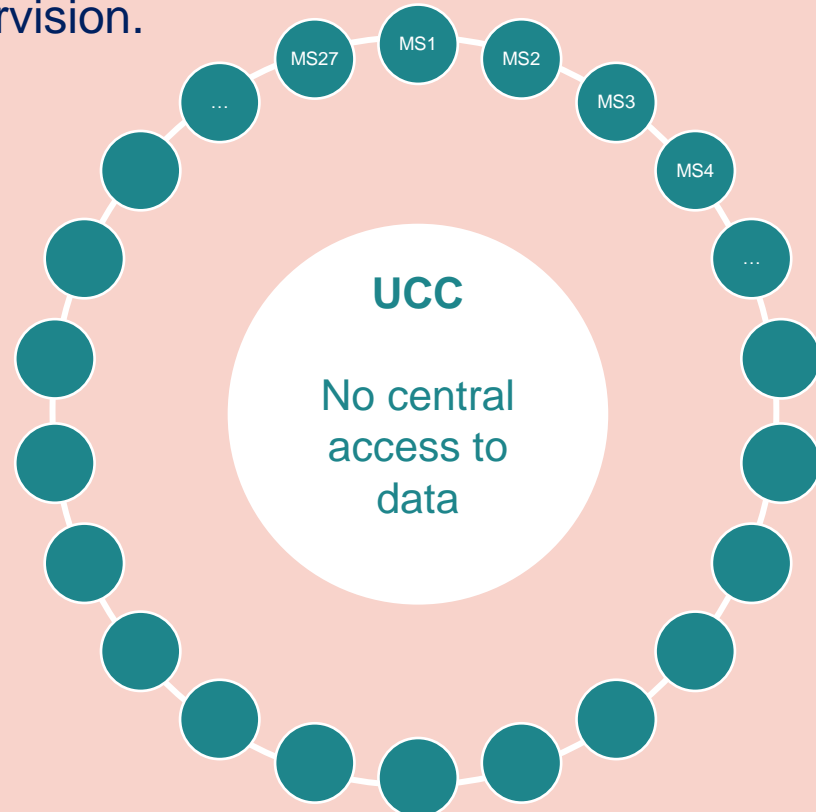 rvision.
MS27
MS1
MS2
...
MS3
MS4
...
UCC
No central
access to
data